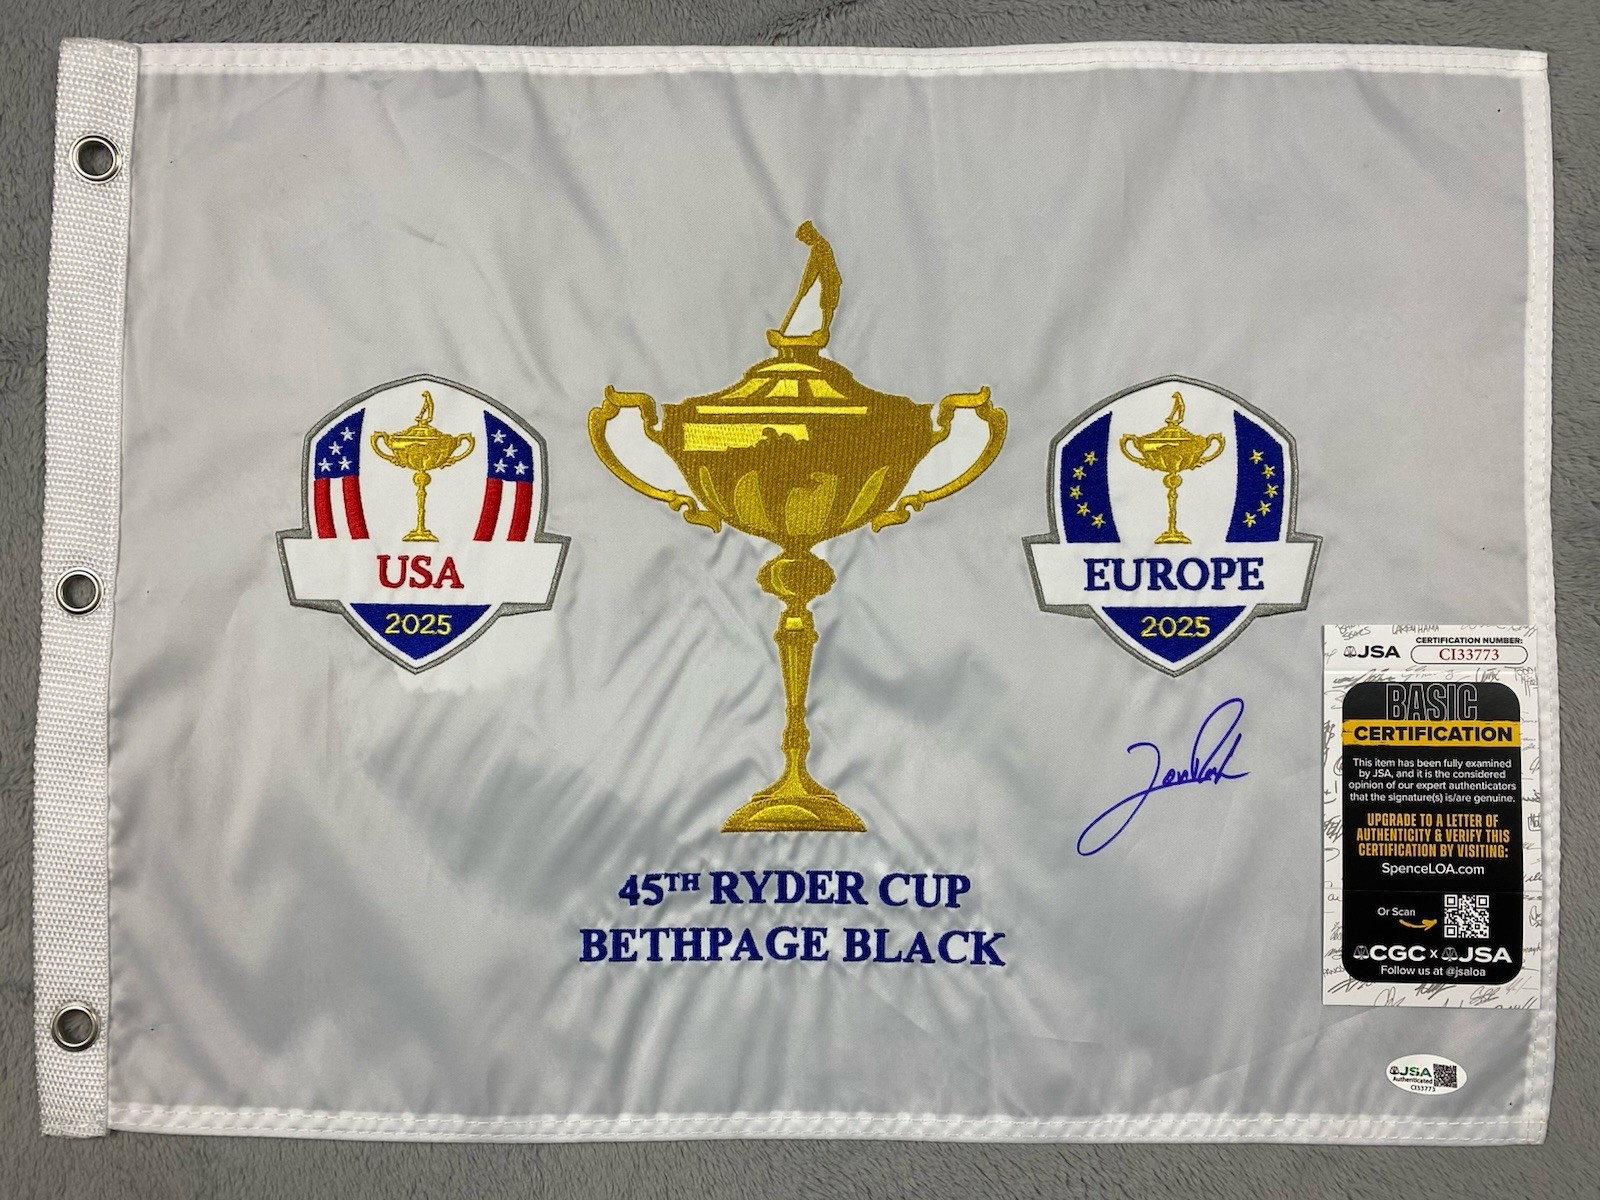 USA
2025
EUROPE
2025
45TH RYDER CUP
BETHPAGE BLACK
CERTIFICATION NUMBER:
JSA
CI33773
BASIC
CERTIFICATION
This item has been fully examined
by JSA, and it is the considered
opinion of our expert authenticators
that the signature(s) is/are genuine.
UPGRADE TO A LETTER OF
AUTHENTICITY & VERIFY THIS
CERTIFICATION BY VISITING:
SpenceLOA.com
Or Scan
CGC x JSA
Follow us at @jsaloa
JSA
Authenticated
CI33773